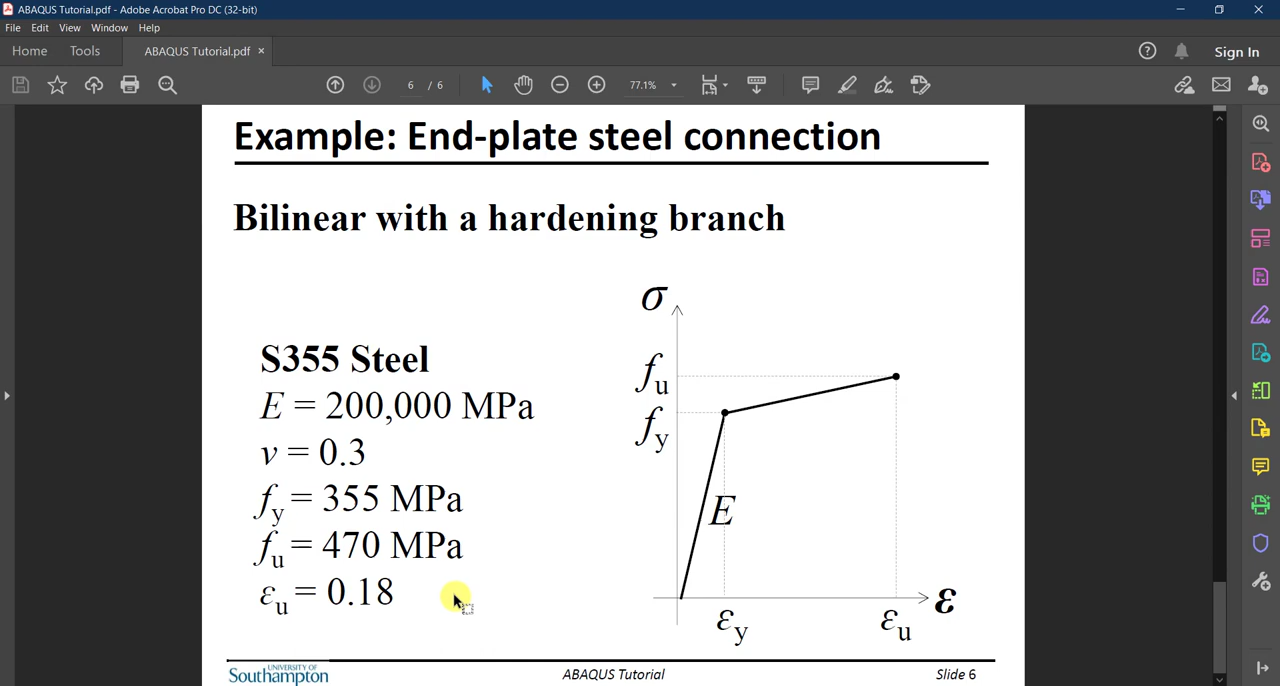 ABAQUS Tutorial.pdf - Adobe Acrobat Pro DC (32-bit)
File Edit View Window Help
Home Tools ABAQUS Tutorial.pdf ×
Sign In
6 / 6 77.1%
Example: End-plate steel connection
Bilinear with a hardening branch
S355 Steel
E = 200,000 MPa
ν = 0.3
fy = 355 MPa
fu = 470 MPa
εu = 0.18
σ
fu
fy
E
ε
εy
εu
UNIVERSITY OF
Southampton
ABAQUS Tutorial
Slide 6